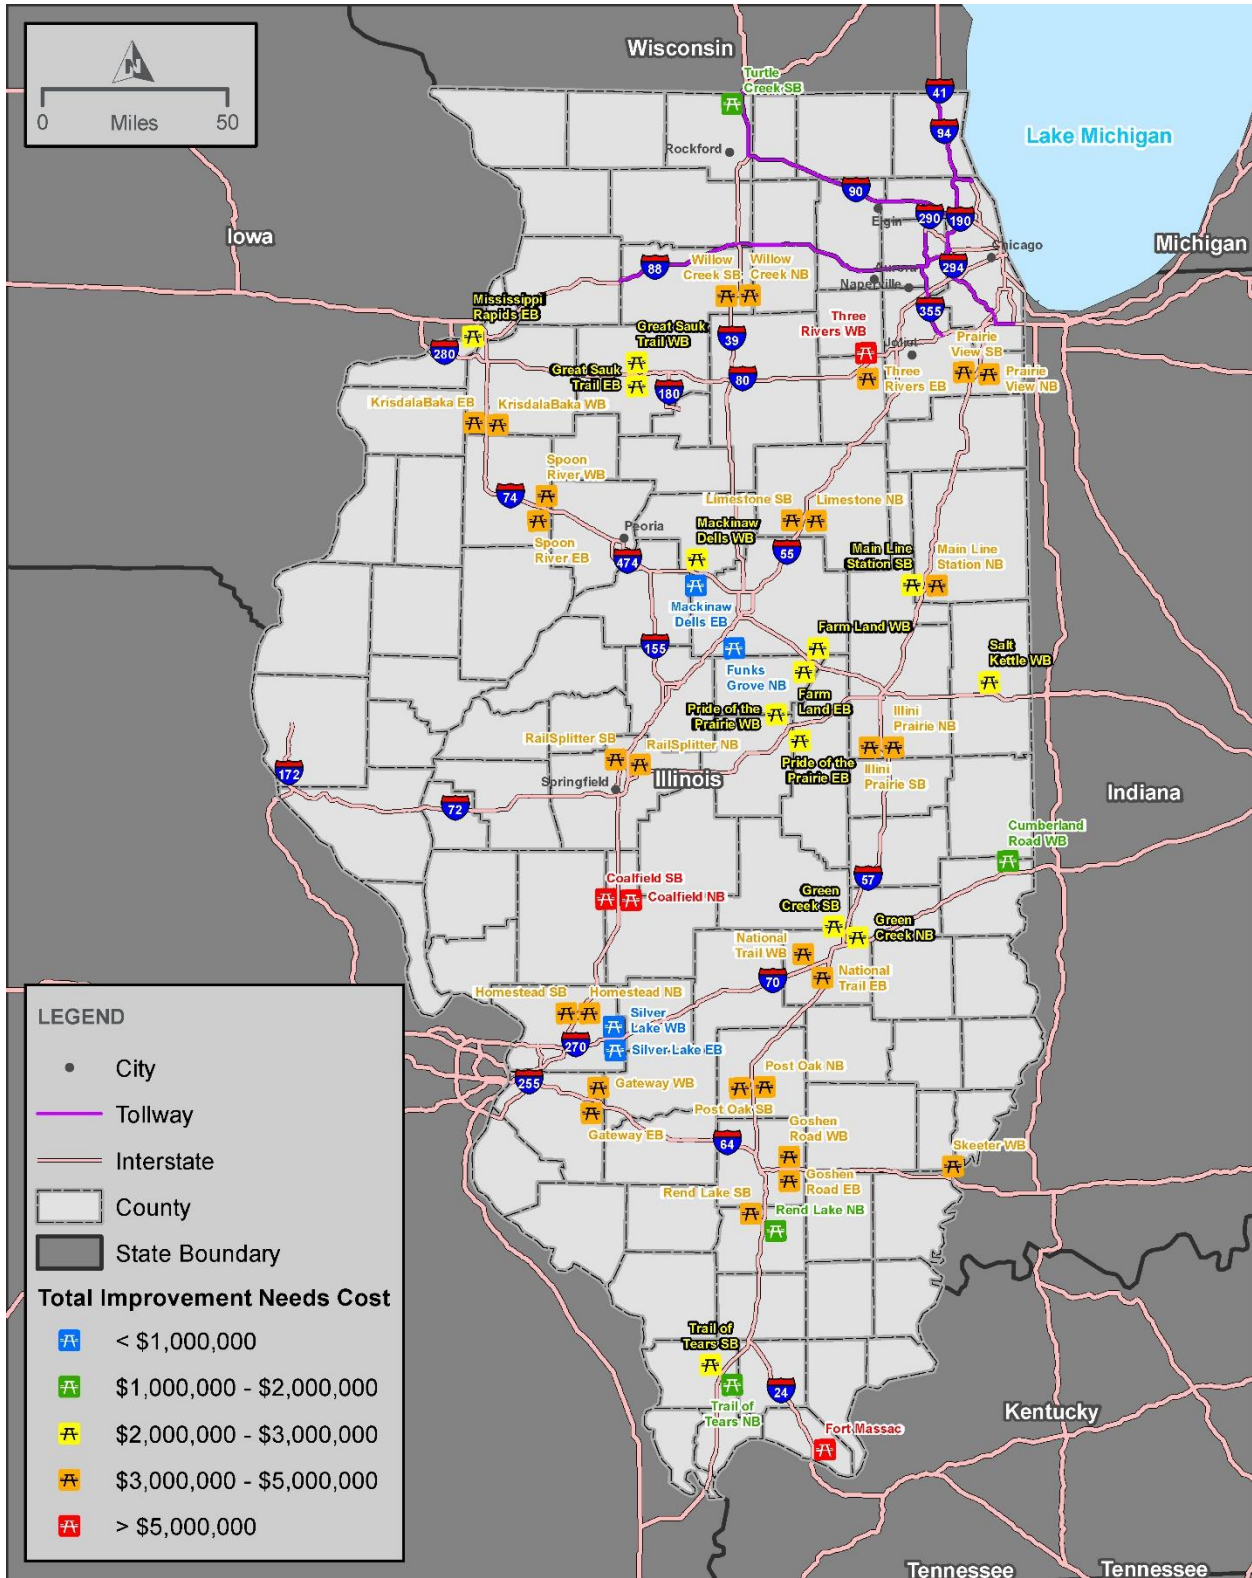 Wisconsin
N
0 Miles 50
Turtle
Creek SB
41
94
Lake Michigan
Rockford
90
Elgin
290
190
Iowa
Michigan
Chicago
88
Willow
Creek SB
Willow
Creek NB
294
Aurora
Naperville
355
Mississippi
Rapids EB
Great Sauk
Trail WB
Three
Rivers WB
39
Joliet
Prairie
View SB
280
Great Sauk
Trail EB
180
80
Three
Rivers EB
Prairie
View NB
KrisdalaBaka EB
KrisdalaBaka WB
Spoon
River WB
74
Limestone SB
Limestone NB
Peoria
Spoon
River EB
Mackinaw
Dells WB
55
474
Main Line
Station SB
Main Line
Station NB
Mackinaw
Dells EB
Farm Land WB
155
Funks
Grove NB
Salt
Kettle WB
Farm
Land EB
Pride of the
Prairie WB
Illini
Prairie NB
RailSplitter SB
RailSplitter NB
Pride of the
Prairie EB
Illini
Prairie SB
172
Springfield
Illinois
72
Indiana
Cumberland
Road WB
57
Coalfield SB
Coalfield NB
Green
Creek SB
Green
Creek NB
National
Trail WB
70
National
Trail EB
Homestead SB
Homestead NB
Silver
Lake WB
270
Silver Lake EB
255
Gateway WB
Post Oak NB
Post Oak SB
Gateway EB
Goshen
Road WB
64
Skeeter WB
Goshen
Road EB
Rend Lake SB
Rend Lake NB
Trail of
Tears SB
24
Trail of
Tears NB
Fort Massac
Kentucky
Tennessee
Tennessee
LEGEND
City
Tollway
Interstate
County
State Boundary
Total Improvement Needs Cost
< $1,000,000
$1,000,000 - $2,000,000
$2,000,000 - $3,000,000
$3,000,000 - $5,000,000
> $5,000,000